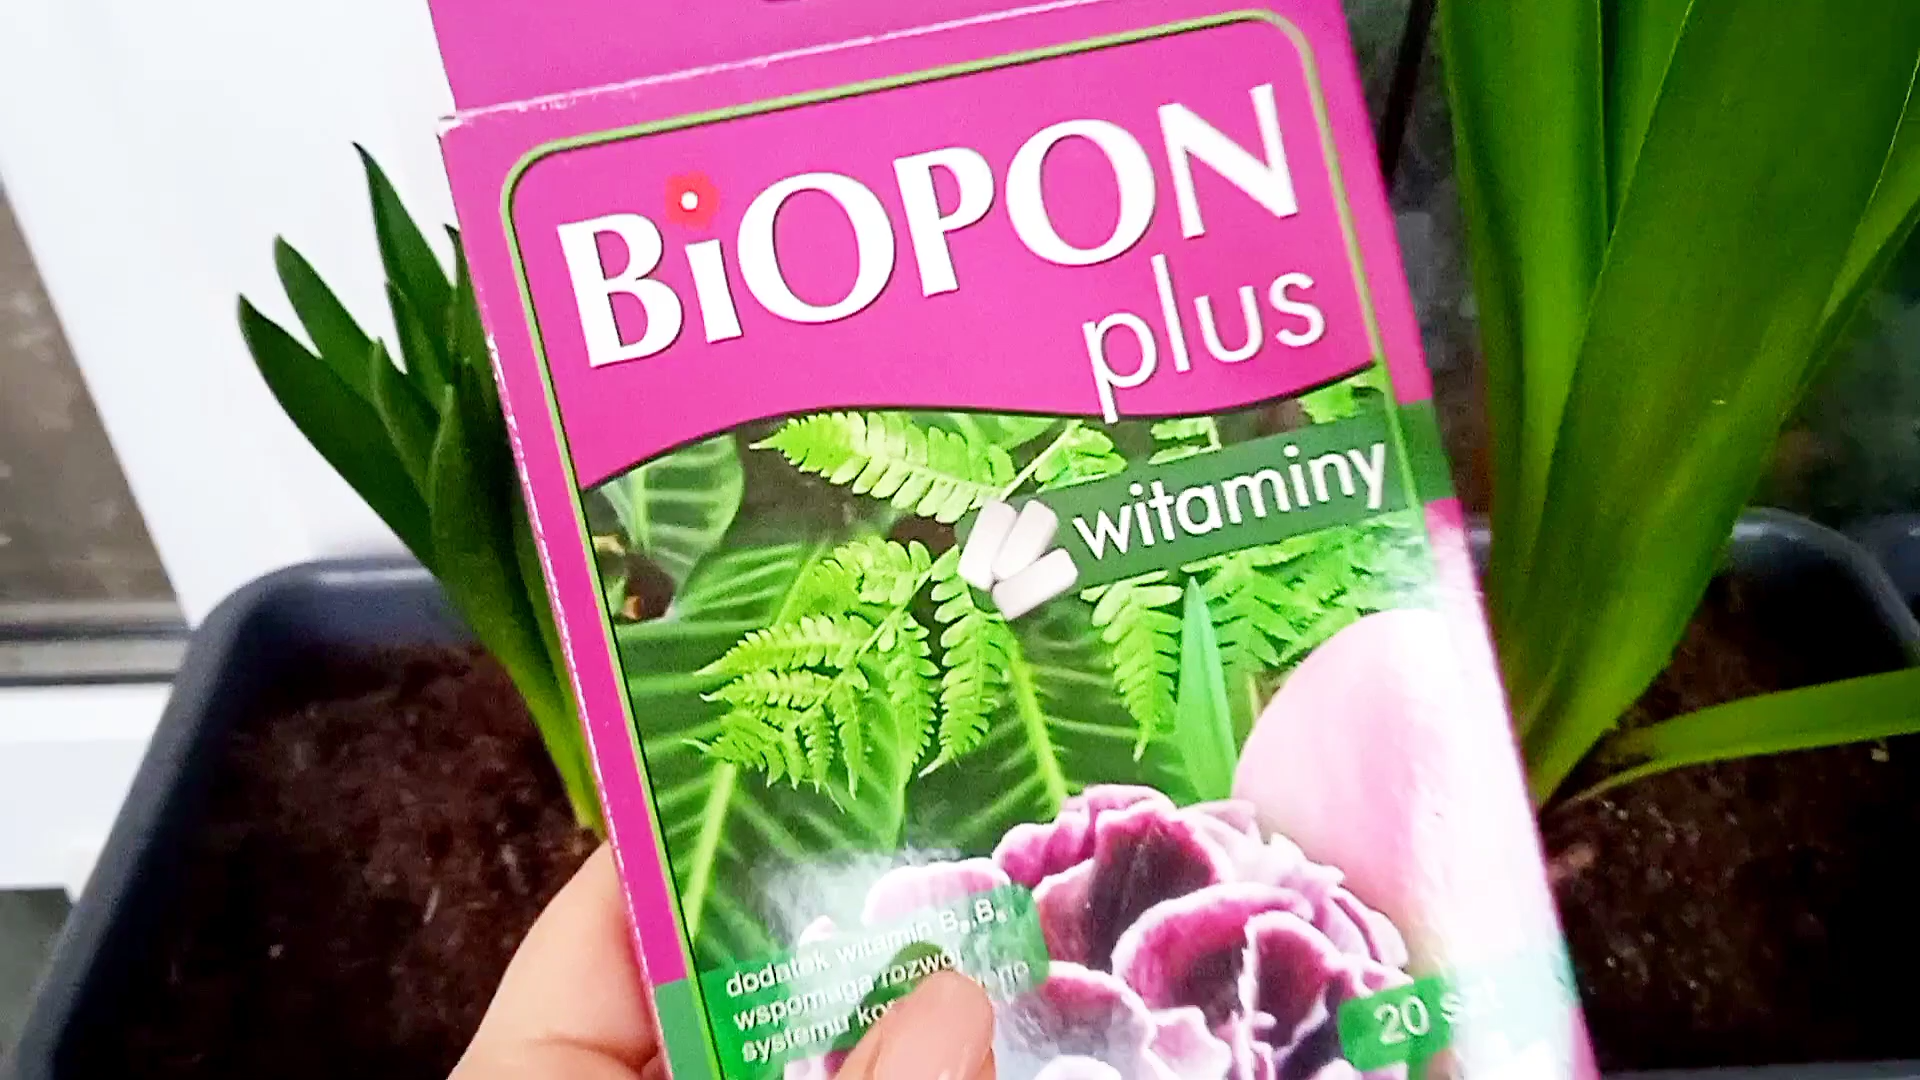 BiOPON
plus
witaminy
dodatek witamin
wspomaga rozwój
systemu
20